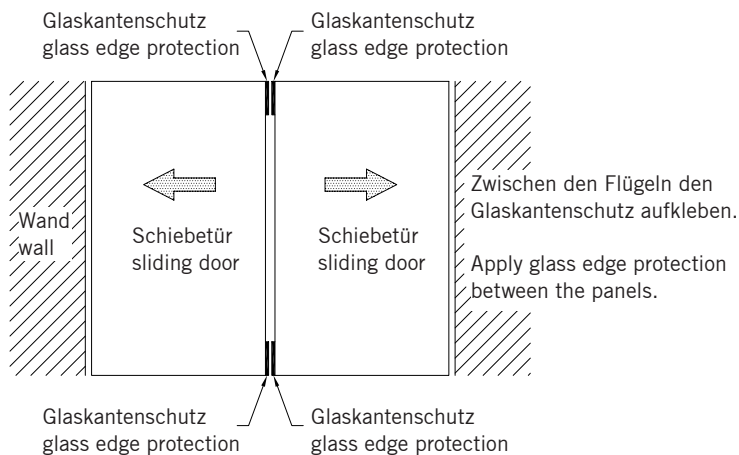 Glaskantenschutz
glass edge protection
Glaskantenschutz
glass edge protection
Wand
wall
Schiebetür
sliding door
Schiebetür
sliding door
Zwischen den Flügeln den
Glaskantenschutz aufkleben.
Apply glass edge protection
between the panels.
Glaskantenschutz
glass edge protection
Glaskantenschutz
glass edge protection